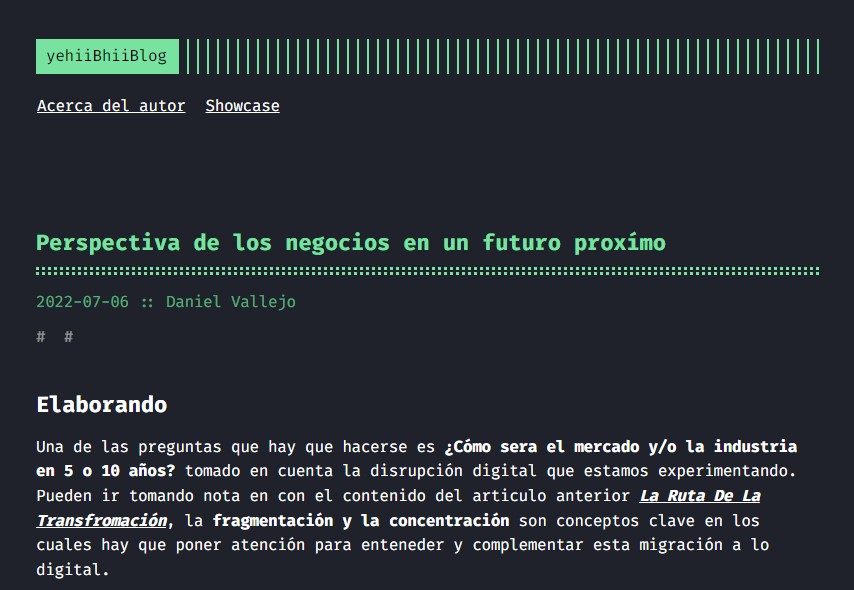 yehiiBhiiBlog
Acerca del autor Showcase
Perspectiva de los negocios en un futuro proxímo
2022-07-06 :: Daniel Vallejo
# #
Elaborando
Una de las preguntas que hay que hacerse es ¿Cómo sera el mercado y/o la industria
en 5 o 10 años? tomado en cuenta la disrupción digital que estamos experimentando.
Pueden ir tomando nota en con el contenido del articulo anterior La Ruta De La
Transfromación, la fragmentación y la concentración son conceptos clave en los
cuales hay que poner atención para enteneder y complementar esta migración a lo
digital.